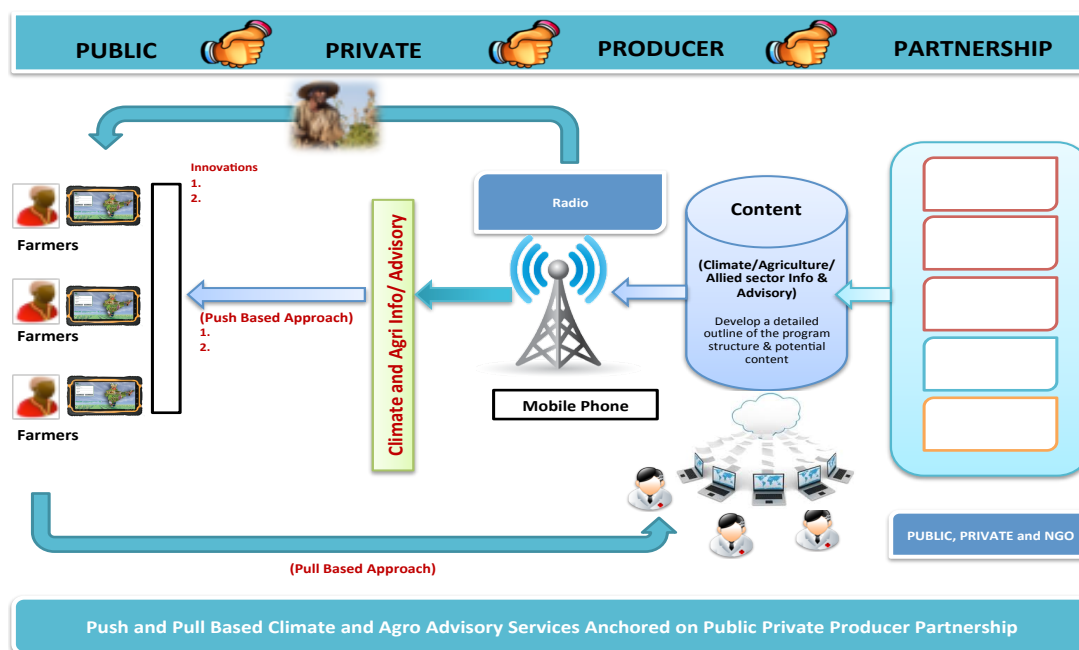 PUBLIC PRIVATE PRODUCER PARTNERSHIP
Innovations
1.
2.
Farmers
Farmers
Farmers
(Push Based Approach)
1.
2.
Climate and Agri Info/ Advisory
Radio
Mobile Phone
Content
(Climate/Agriculture/
Allied sector Info &
Advisory)
Develop a detailed
outline of the program
structure & potential
content
PUBLIC, PRIVATE and NGO
(Pull Based Approach)
Push and Pull Based Climate and Agro Advisory Services Anchored on Public Private Producer Partnership